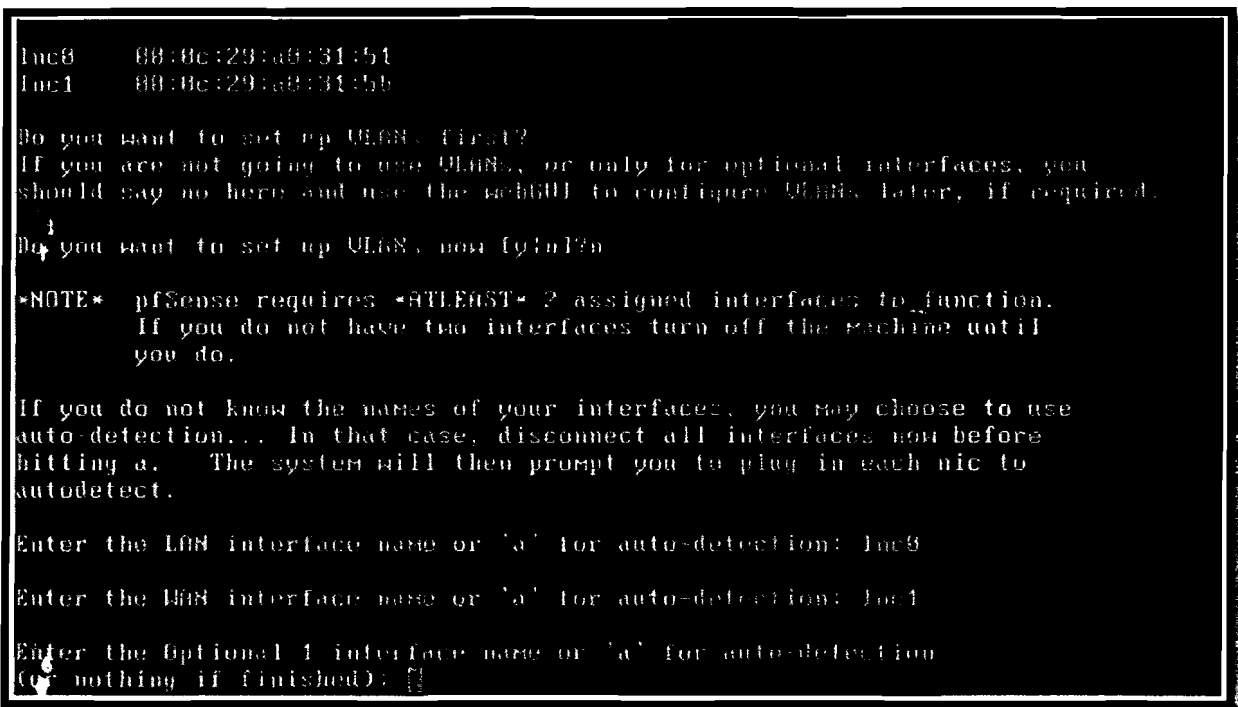 lnc0 00:0c:29:a0:31:51
lnc1 00:0c:29:a0:31:5b
Do you want to set up VLANs first?
If you are not going to use VLANs, or only for optional interfaces, you
should say no here and use the webGUI to configure VLANs later, if required.
Do you want to set up VLANs now [y|n]?n
*NOTE* pfSense requires *ATLEAST* 2 assigned interfaces to function.
If you do not have two interfaces turn off the machine until
you do.
If you do not know the names of your interfaces, you may choose to use
auto-detection... In that case, disconnect all interfaces now before
hitting a. The system will then prompt you to plug in each nic to
autodetect.
Enter the LAN interface name or 'a' for auto-detection: lnc0
Enter the WAN interface name or 'a' for auto-detection: lnc1
Enter the Optional 1 interface name or 'a' for auto-detection
(or nothing if finished):